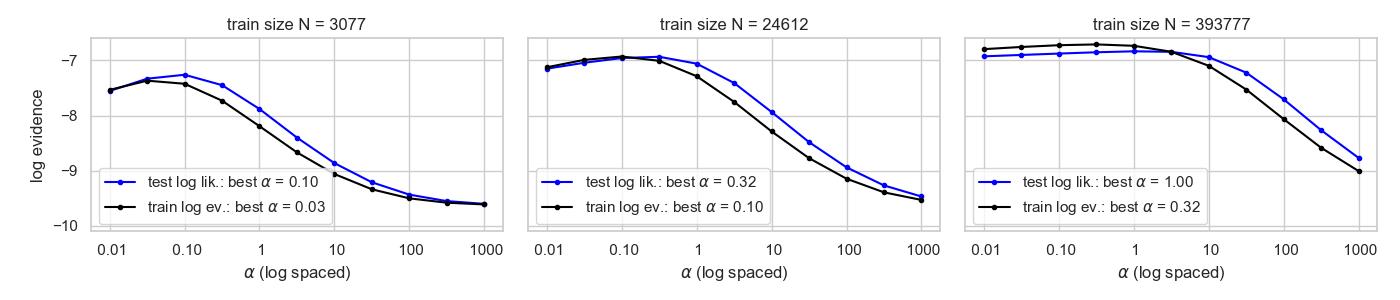 train size N = 3077
train size N = 24612
train size N = 393777
log evidence
−7
−8
−9
−10
test log lik.: best α = 0.10
train log ev.: best α = 0.03
test log lik.: best α = 0.32
train log ev.: best α = 0.10
test log lik.: best α = 1.00
train log ev.: best α = 0.32
0.01 0.10 1 10 100 1000
0.01 0.10 1 10 100 1000
0.01 0.10 1 10 100 1000
α (log spaced)
α (log spaced)
α (log spaced)